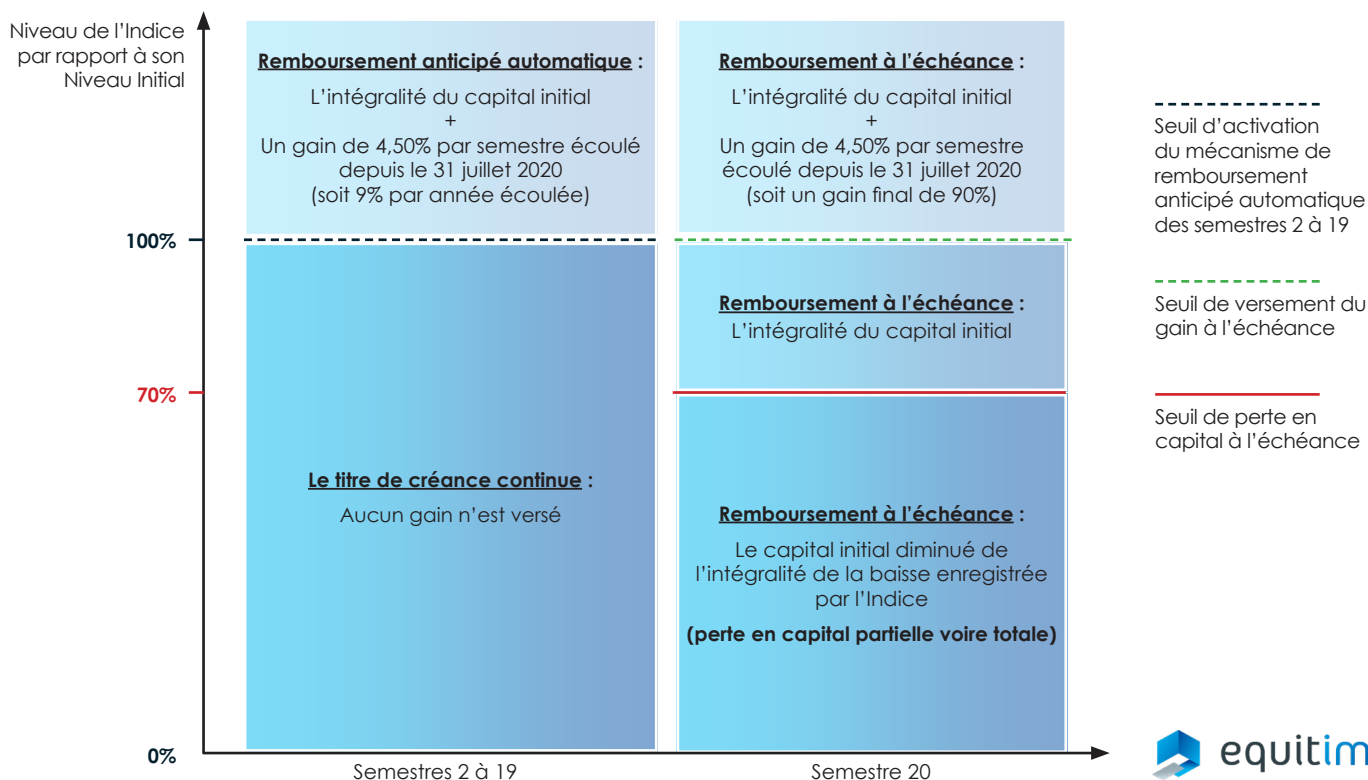 Niveau de l'Indice
par rapport à son
Niveau Initial
Remboursement anticipé automatique :
L'intégralité du capital initial
+
Un gain de 4,50% par semestre écoulé
depuis le 31 juillet 2020
(soit 9% par année écoulée)
Remboursement à l'échéance :
L'intégralité du capital initial
+
Un gain de 4,50% par semestre
écoulé depuis le 31 juillet 2020
(soit un gain final de 90%)
Seuil d'activation
du mécanisme de
remboursement
anticipé automatique
des semestres 2 à 19
100%
Remboursement à l'échéance :
L'intégralité du capital initial
Seuil de versement du
gain à l'échéance
70%
Seuil de perte en
capital à l'échéance
Le titre de créance continue :
Aucun gain n'est versé
Remboursement à l'échéance :
Le capital initial diminué de
l'intégralité de la baisse enregistrée
par l'Indice
(perte en capital partielle voire totale)
0%
Semestres 2 à 19
Semestre 20
equitim